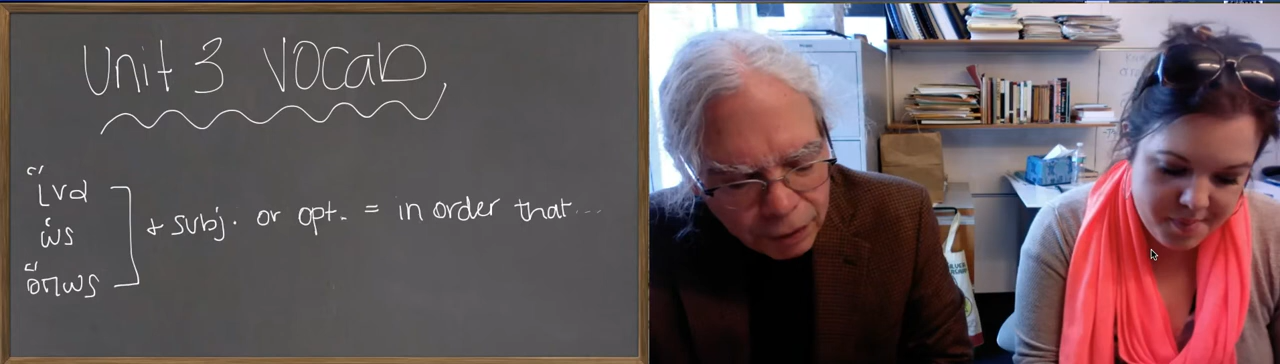 Unit 3 Vocab
ἵνα
ὡς
ὅπως
+ subj. or opt. = in order that...